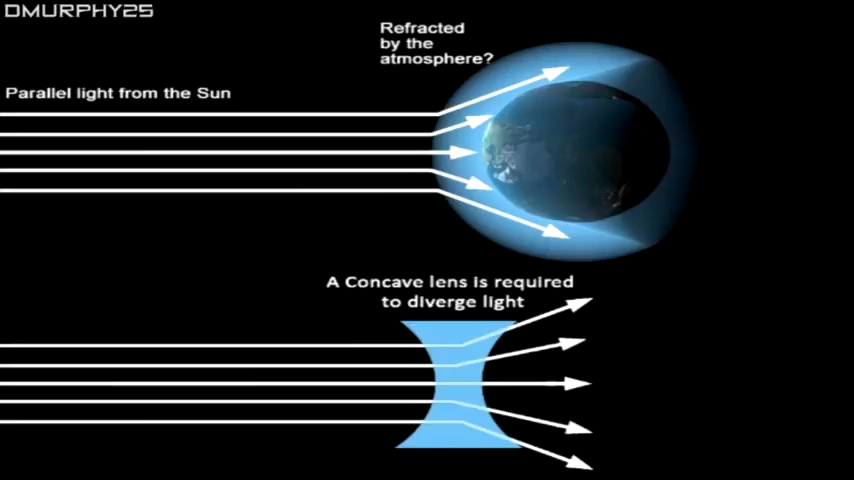 DMURPHY25
Refracted
by the
atmosphere?
Parallel light from the Sun
A Concave lens is required
to diverge light